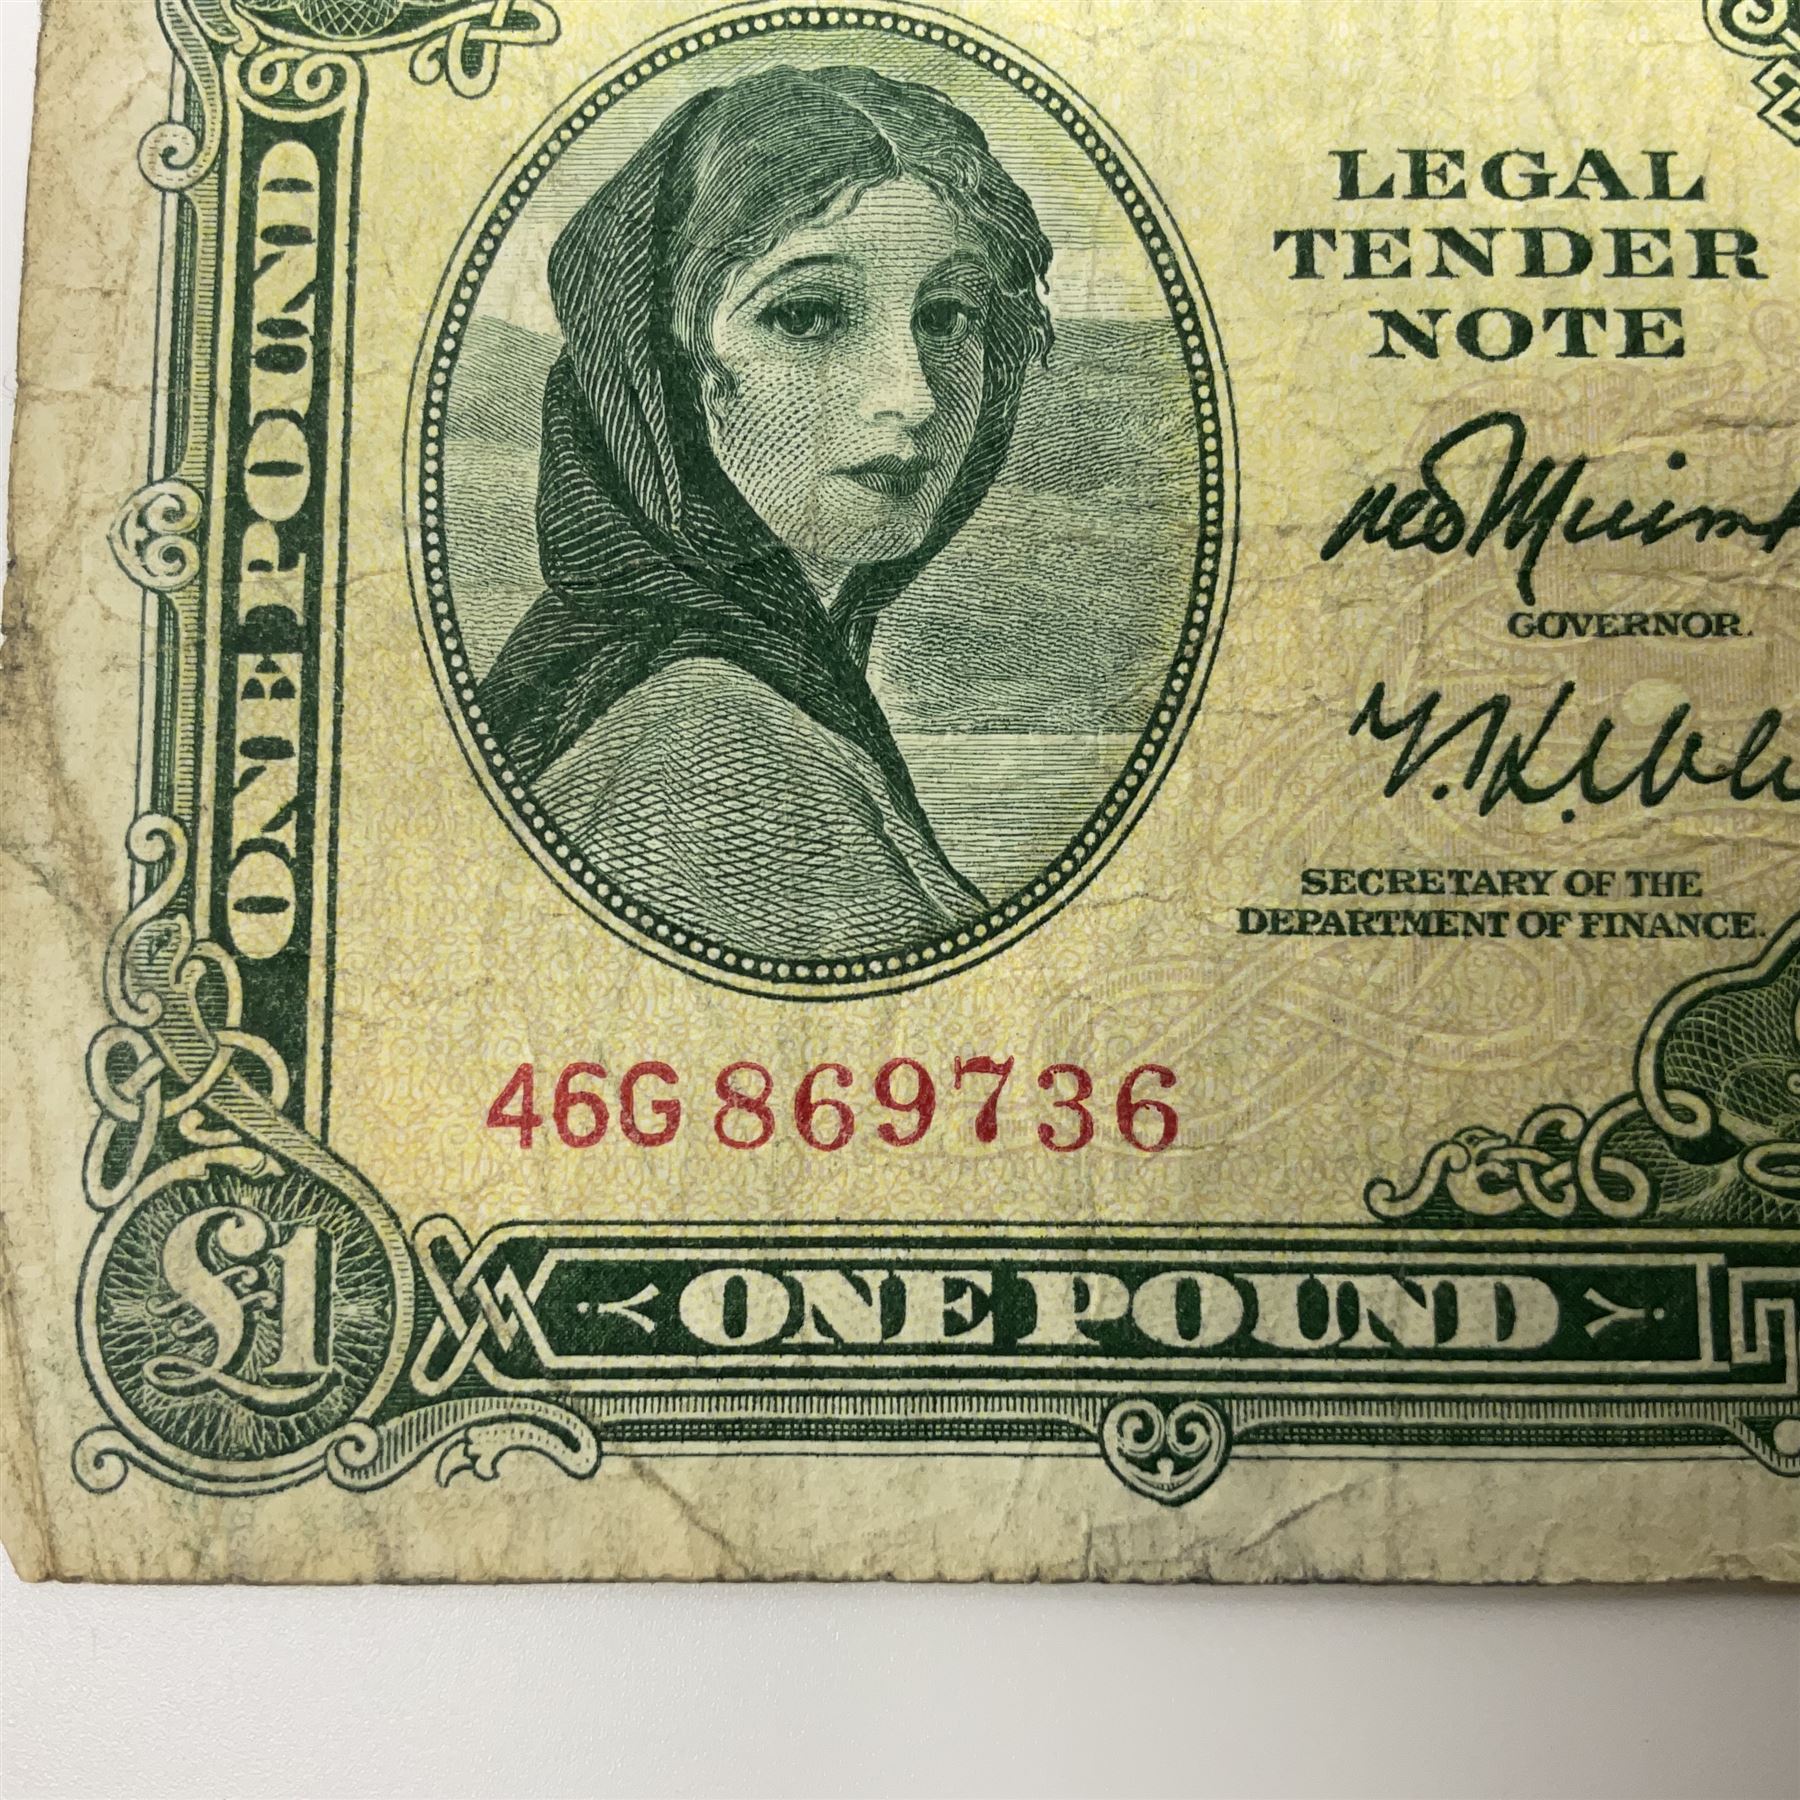 ONE POUND
LEGAL
TENDER
NOTE
GOVERNOR.
SECRETARY OF THE
DEPARTMENT OF FINANCE.
46G 869736
£1
ONE POUND